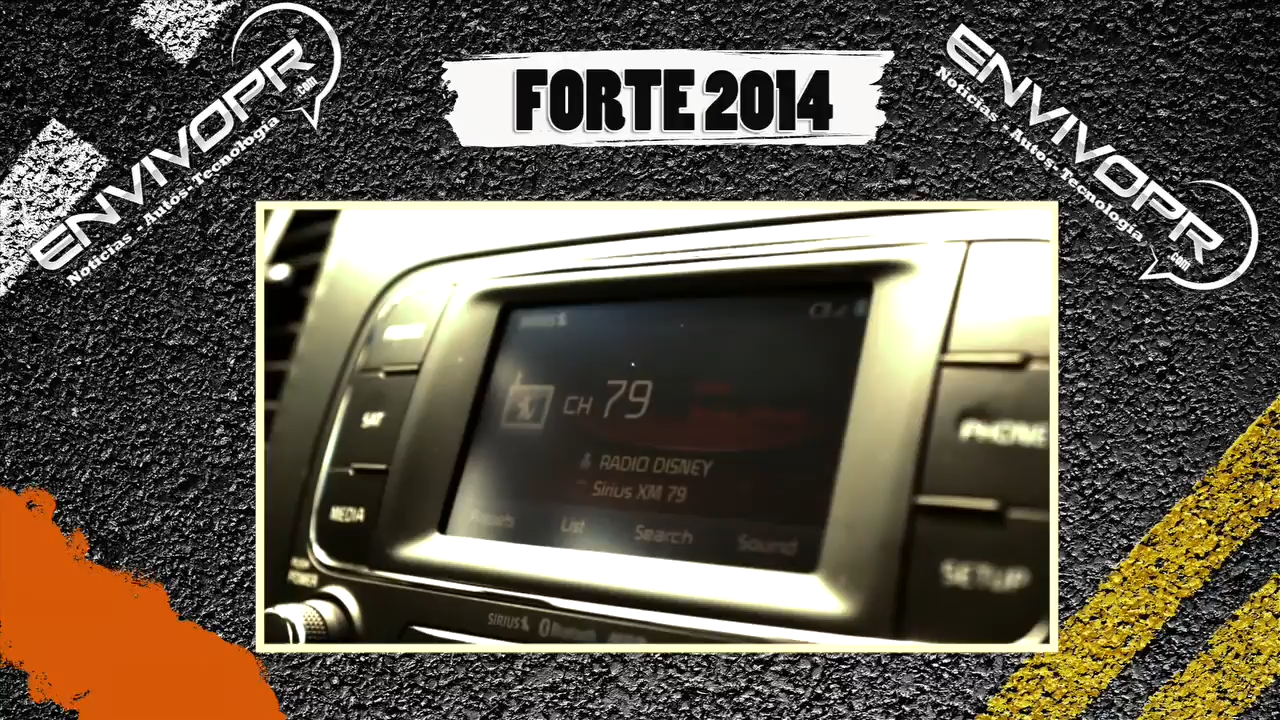 ENVIVOPR
.com
Noticias - Autos - Tecnologia
FORTE 2014
ENVIVOPR
.com
Noticias - Autos - Tecnologia
SAT
MEDIA
POWER
CH 79
RADIO DISNEY
Sirius XM 79
List
Search
Sound
PHONE
SETUP
SIRIUS